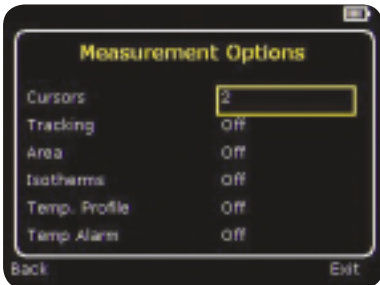 Measurement Options
Cursors 2
Tracking Off
Area Off
Isotherms Off
Temp. Profile Off
Temp Alarm Off
Back Exit